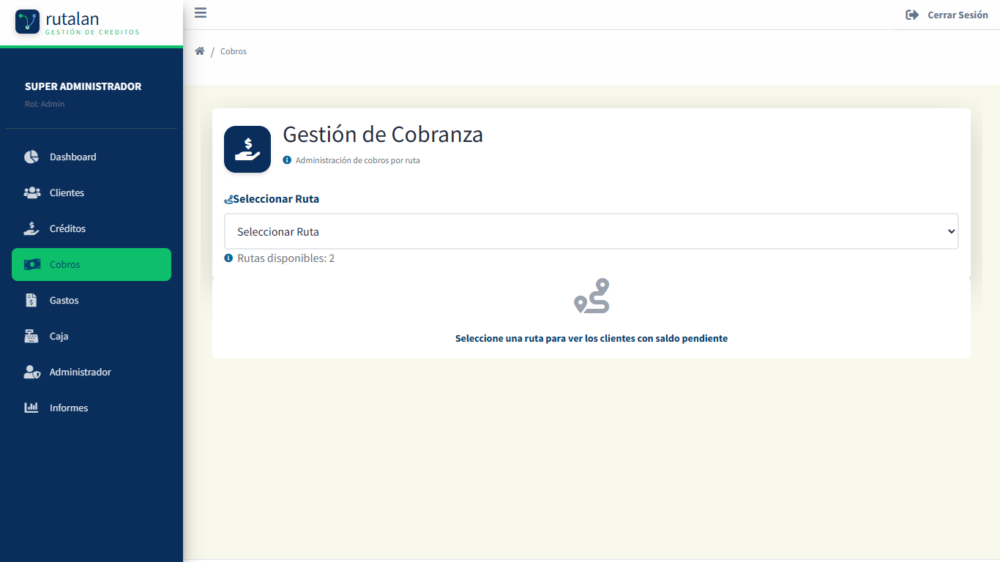 rutalan
GESTIÓN DE CREDITOS
Cerrar Sesión
/ Cobros
SUPER ADMINISTRADOR
Rol: Admin
Dashboard
Clientes
Créditos
Cobros
Gastos
Caja
Administrador
Informes
Gestión de Cobranza
Administración de cobros por ruta
Seleccionar Ruta
Seleccionar Ruta
Rutas disponibles: 2
Seleccione una ruta para ver los clientes con saldo pendiente